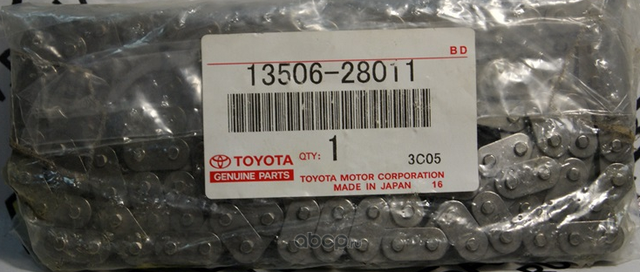 BD
13506-28011
TOYOTA QTY: 1 3C05
GENUINE PARTS TOYOTA MOTOR CORPORATION
MADE IN JAPAN 16